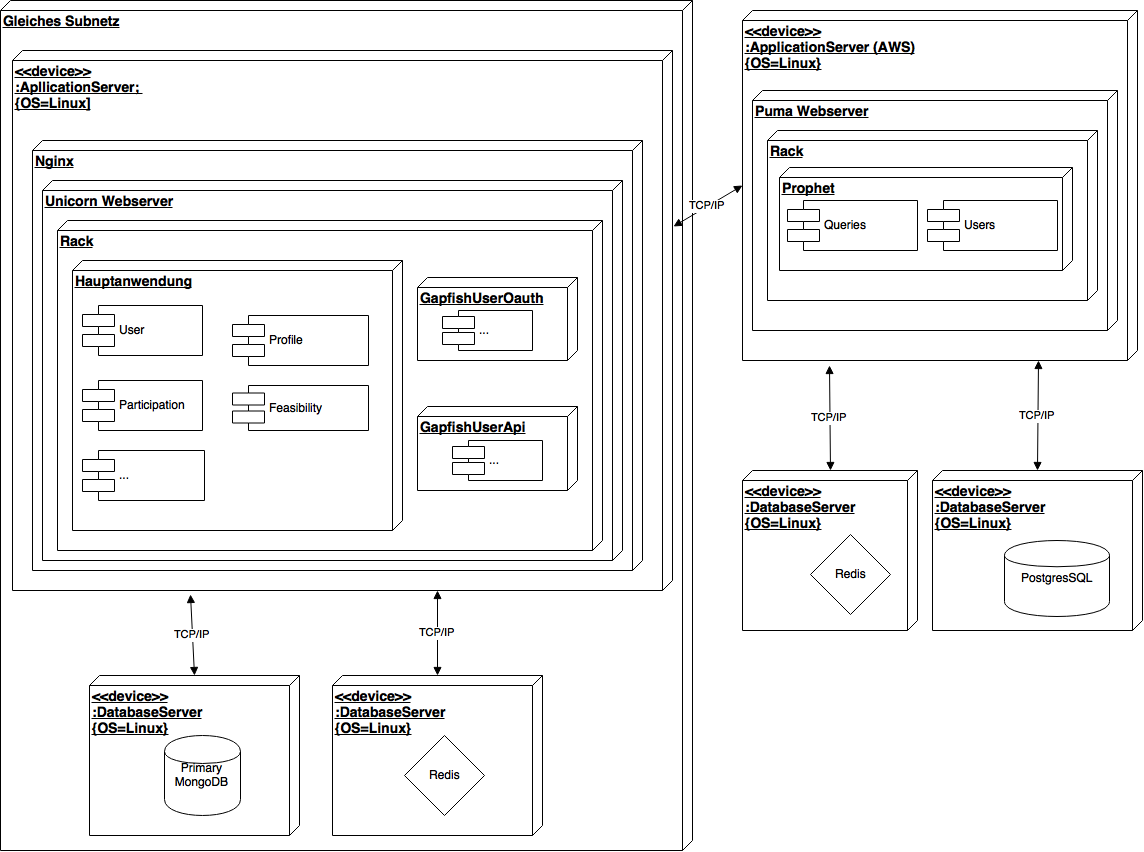 Gleiches Subnetz
<<device>>
:ApllicationServer;
{OS=Linux]
Nginx
Unicorn Webserver
Rack
Hauptanwendung
User
Profile
Participation
Feasibility
...
GapfishUserOauth
...
GapfishUserApi
...
TCP/IP
TCP/IP
<<device>>
:DatabaseServer
{OS=Linux}
Primary
MongoDB
<<device>>
:DatabaseServer
{OS=Linux}
Redis
TCP/IP
<<device>>
:ApplicationServer (AWS)
{OS=Linux}
Puma Webserver
Rack
Prophet
Queries
Users
TCP/IP
TCP/IP
<<device>>
:DatabaseServer
{OS=Linux}
Redis
<<device>>
:DatabaseServer
{OS=Linux}
PostgresSQL